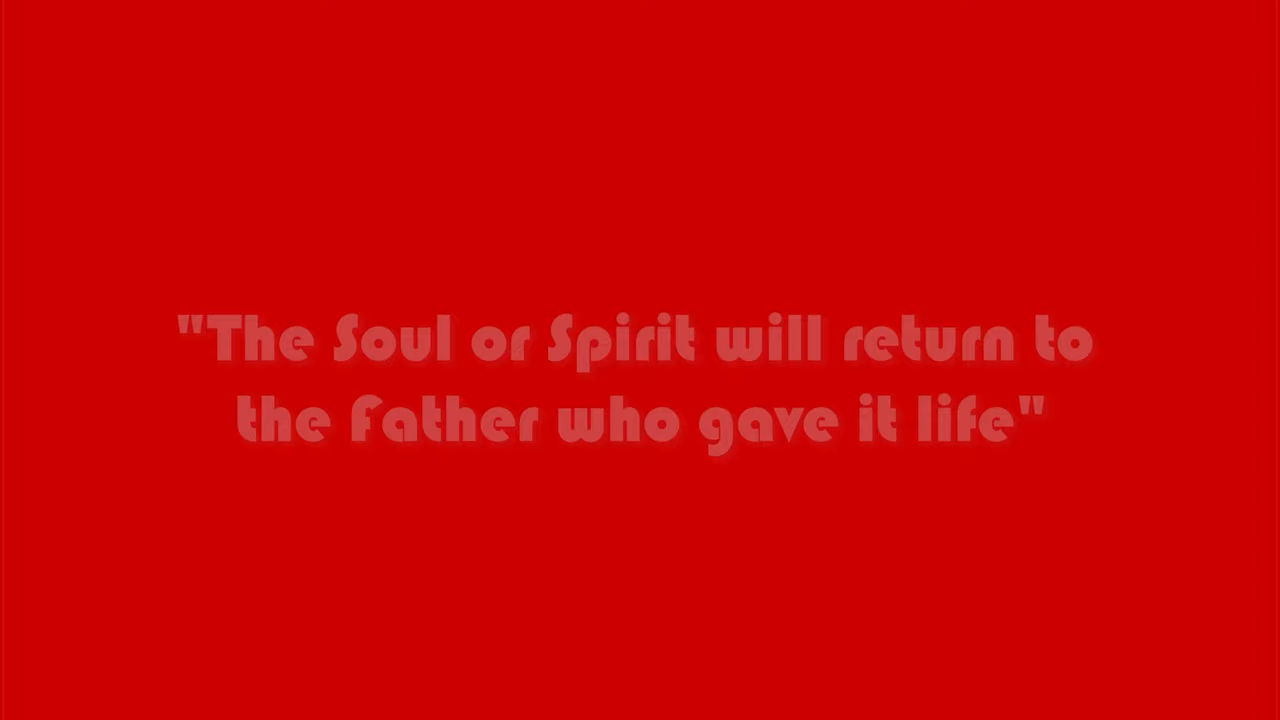 "The Soul or Spirit will return to
the Father who gave it life"